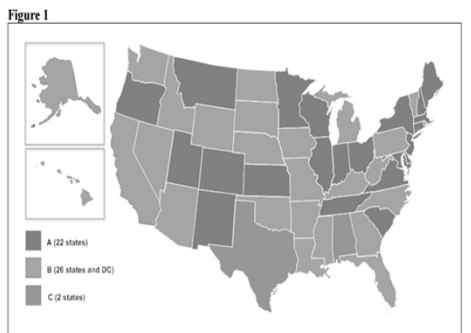 Figure 1
A (22 states)
B (26 states and DC)
C (2 states)